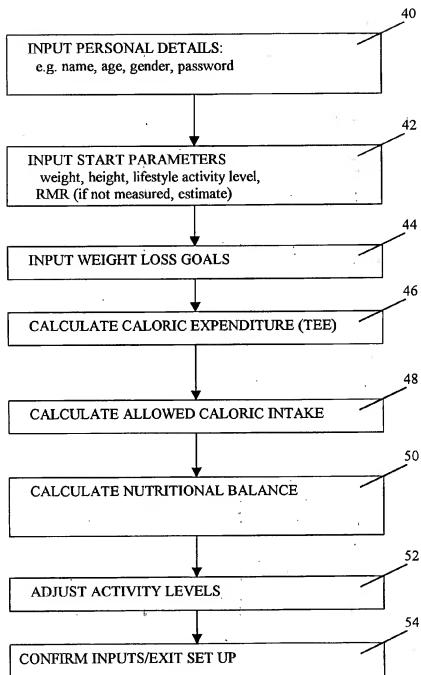 40
INPUT PERSONAL DETAILS:
e.g. name, age, gender, password
42
INPUT START PARAMETERS
weight, height, lifestyle activity level,
RMR (if not measured, estimate)
44
INPUT WEIGHT LOSS GOALS
46
CALCULATE CALORIC EXPENDITURE (TEE)
48
CALCULATE ALLOWED CALORIC INTAKE
50
CALCULATE NUTRITIONAL BALANCE
52
ADJUST ACTIVITY LEVELS
54
CONFIRM INPUTS/EXIT SET UP